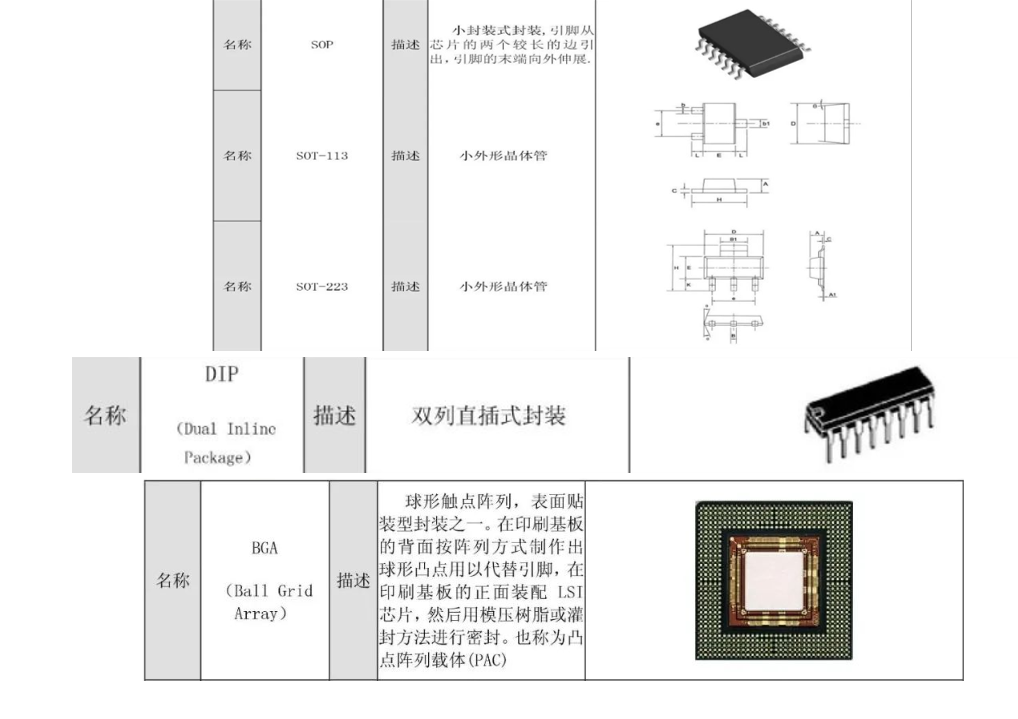 名称
SOP
描述
小封装式封装,引脚从
芯片的两个较长的边引
出,引脚的末端向外伸展.
名称
SOT-113
描述
小外形晶体管
b
a
b1
L
E
L
D
C
A
H
名称
SOT-223
描述
小外形晶体管
D
B1
H
E
K
e
B
A
C
A1
名称
DIP
（Dual Inline
Package）
描述
双列直插式封装
名称
BGA
（Ball Grid
Array）
描述
球形触点阵列，表面贴
装型封装之一。在印刷基板
的背面按阵列方式制作出
球形凸点用以代替引脚，在
印刷基板的正面装配 LSI
芯片，然后用模压树脂或灌
封方法进行密封。也称为凸
点阵列载体(PAC)